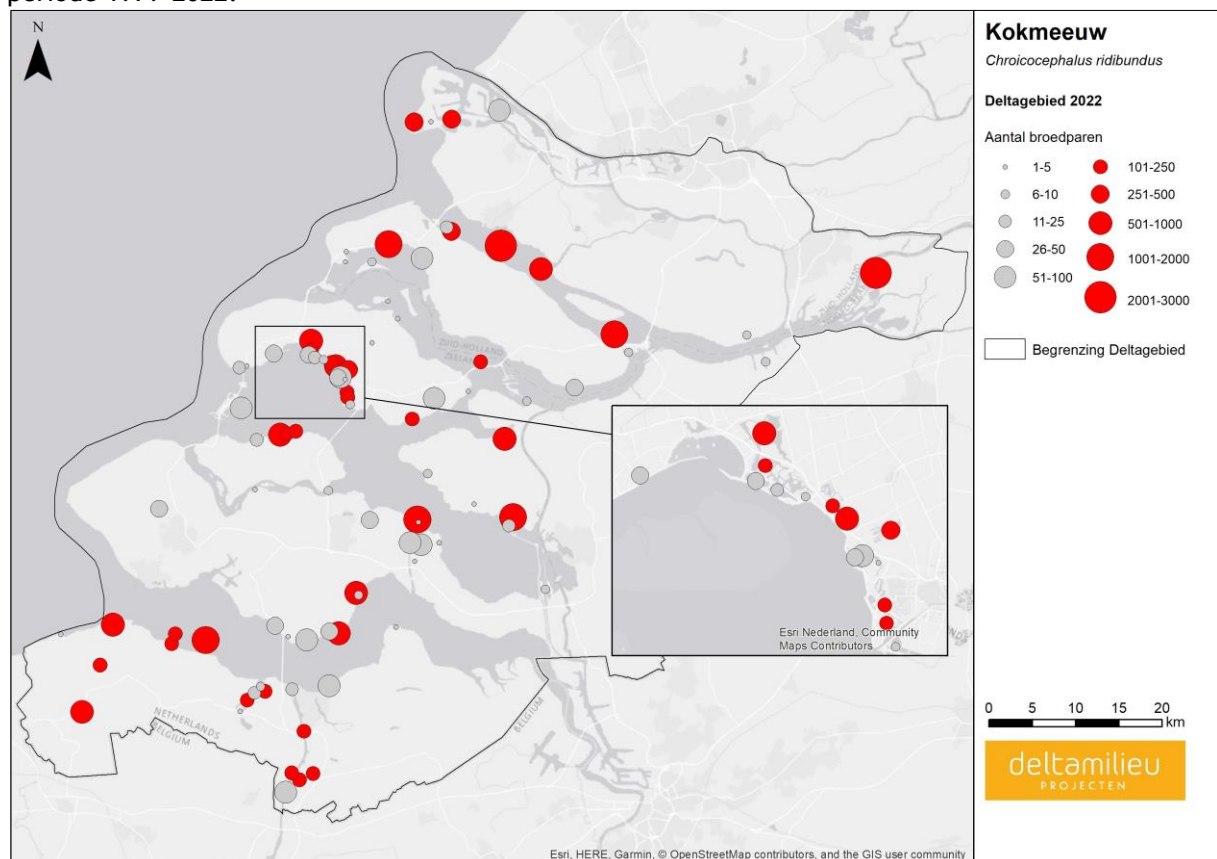 periode 1979-2022.
N
Kokmeeuw
Chroicocephalus ridibundus
Deltagebied 2022
Aantal broedparen
1-5
101-250
6-10
251-500
11-25
501-1000
26-50
1001-2000
51-100
2001-3000
Begrenzing Deltagebied
ZUID-HOLLAND
ZUID-HOLLAND
ZEELAND
Esri Nederland, Community
Maps Contributors
NETHERLANDS
BELGIUM
BELGIUM
0 5 10 15 20
km
deltamilieu
PROJECTEN
Esri, HERE, Garmin, © OpenStreetMap contributors, and the GIS user community